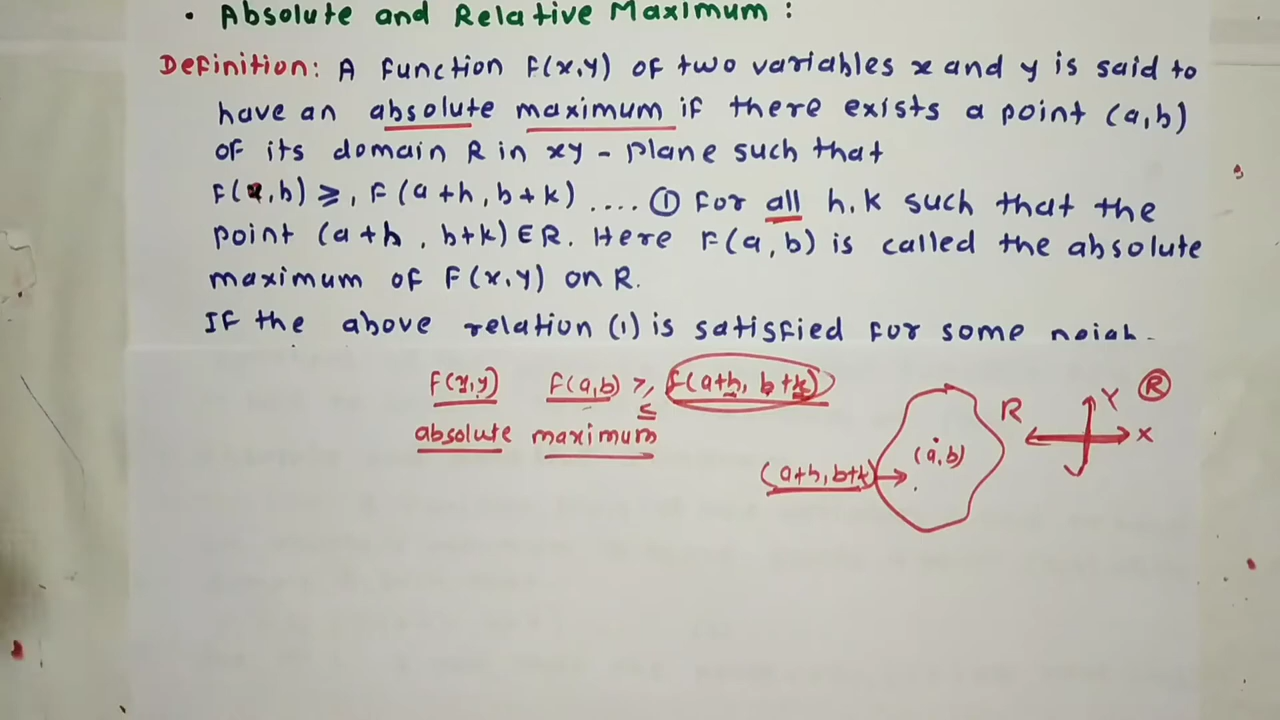 • Absolute and Relative Maximum :
Definition: A function f(x,y) of two variables x and y is said to
have an absolute maximum if there exists a point (a,b)
of its domain R in xy - plane such that
f(a,b) ≥, f(a+h, b+k) .... ① for all h,k such that the
point (a+h, b+k) ∈ R. Here f(a,b) is called the absolute
maximum of f(x,y) on R.
If the above relation (1) is satisfied for some neigh-
f(x,y) f(a,b) ≥ f(a+h, b+k)
≤
absolute maximum
R Y Ⓡ
X
(a,b)
(a+h, b+k)